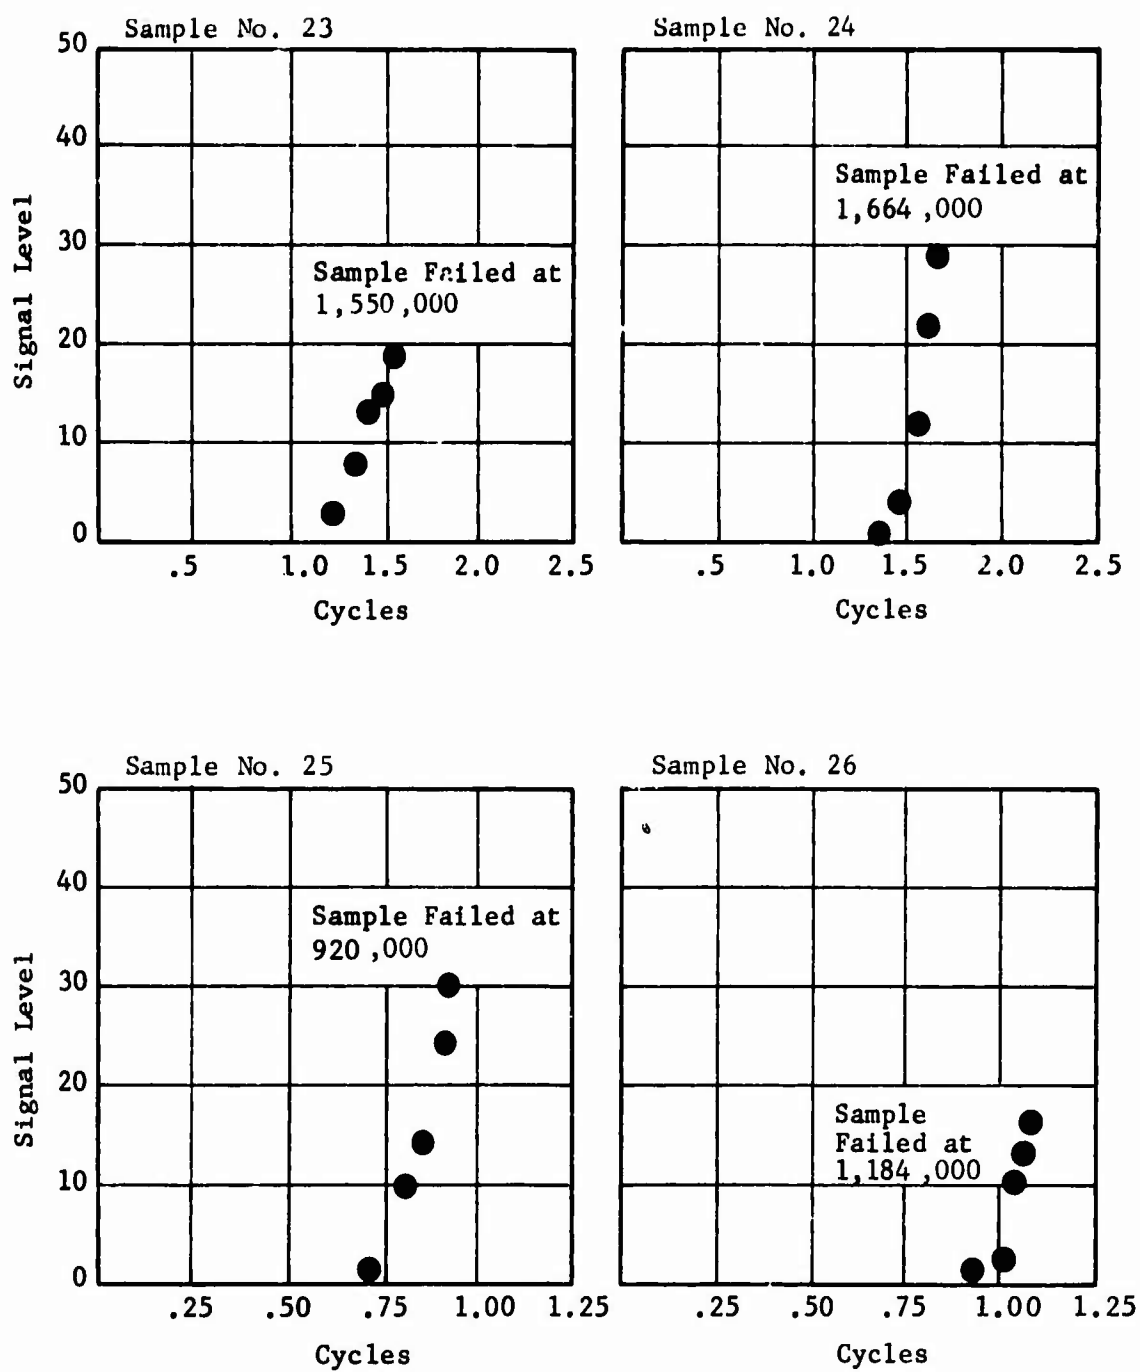 Sample No. 23
50
40
30
20
10
0
Signal Level
Sample Failed at
1,550,000
.5 1.0 1.5 2.0 2.5
Cycles
Sample No. 24
Sample Failed at
1,664,000
.5 1.0 1.5 2.0 2.5
Cycles
Sample No. 25
50
40
30
20
10
0
Signal Level
Sample Failed at
920,000
.25 .50 .75 1.00 1.25
Cycles
Sample No. 26
Sample
Failed at
1,184,000
.25 .50 .75 1.00 1.25
Cycles